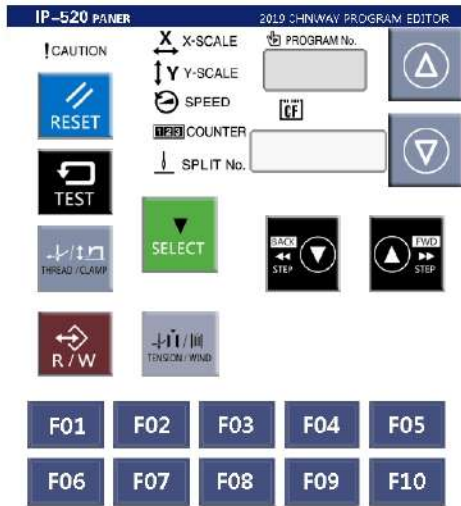 IP-520 PANER
2019 CHNWAY PROGRAM EDITOR
!CAUTION
X X-SCALE
PROGRAM No.
Y Y-SCALE
SPEED
CF
RESET
123 COUNTER
SPLIT No.
TEST
SELECT
BACK
STEP
FWD
STEP
THREAD / CLAMP
R / W
TENSION / WIND
F01 F02 F03 F04 F05
F06 F07 F08 F09 F10